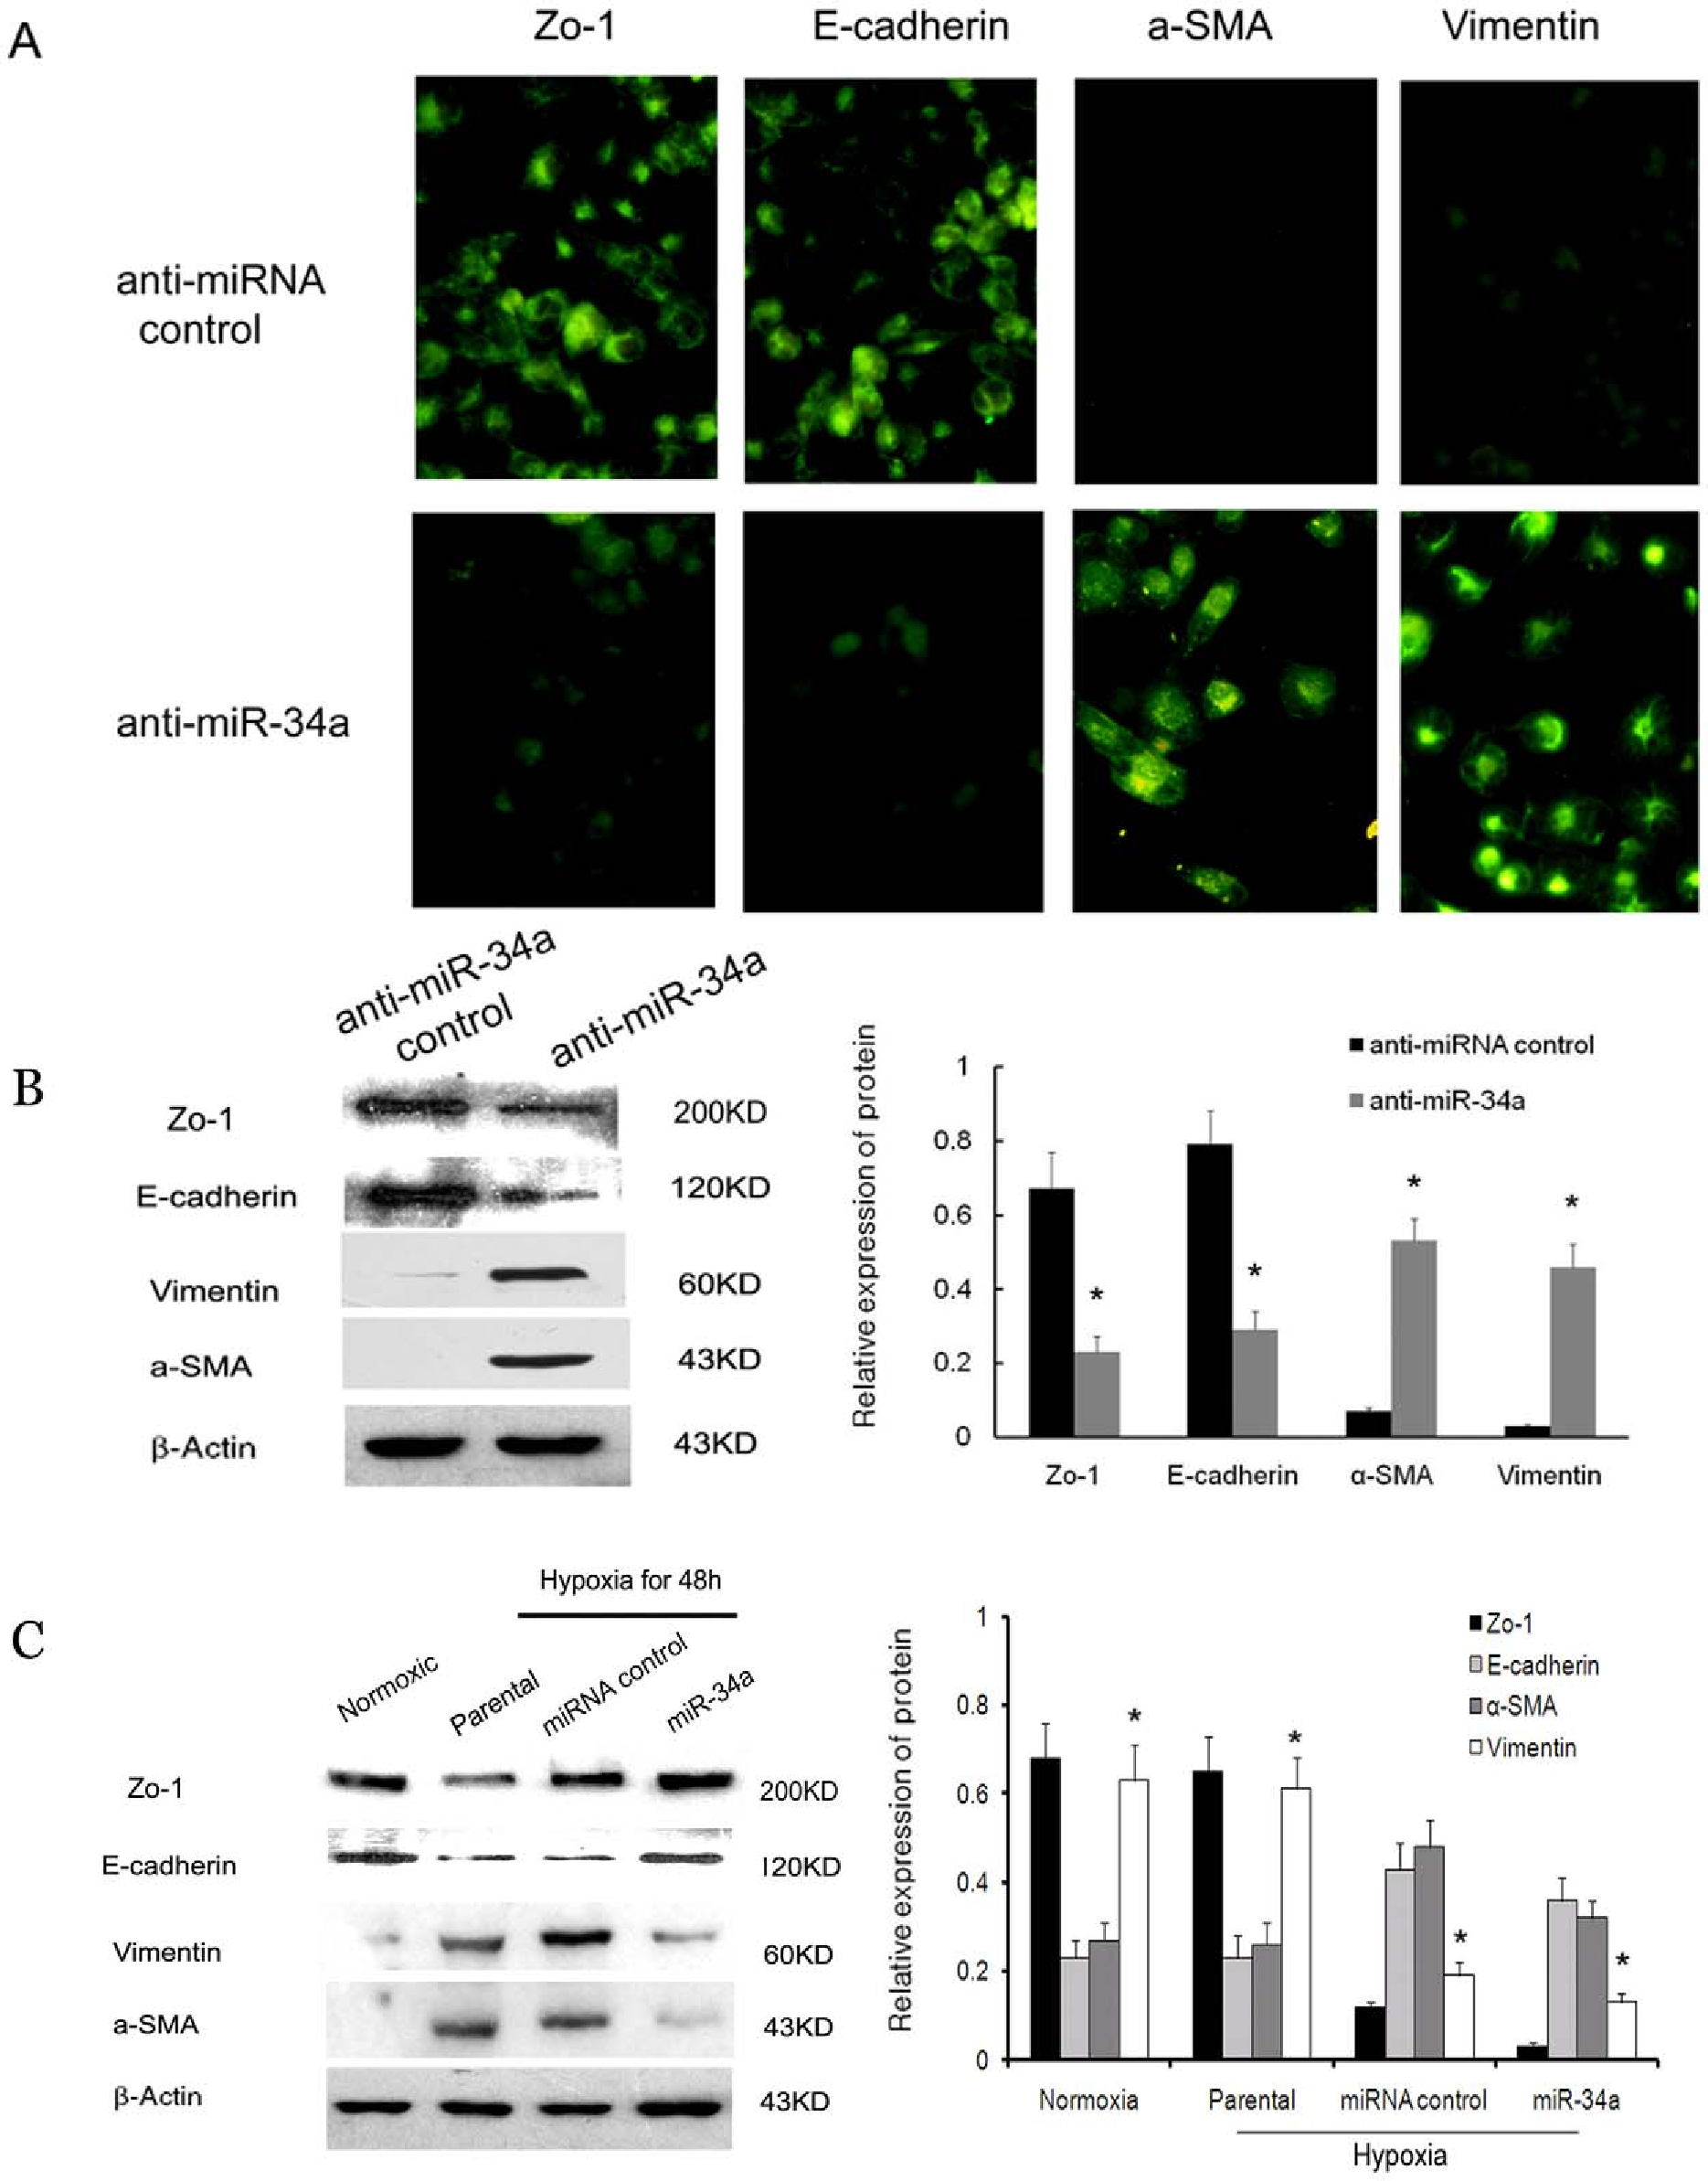 A
Zo-1
E-cadherin
a-SMA
Vimentin
anti-miRNA
control
anti-miR-34a
B
anti-miR-34a
control
anti-miR-34a
Zo-1
200KD
E-cadherin
120KD
Vimentin
60KD
a-SMA
43KD
β-Actin
43KD
Relative expression of protein
1
0.8
0.6
0.4
0.2
0
anti-miRNA control
anti-miR-34a
*
*
*
*
Zo-1
E-cadherin
α-SMA
Vimentin
C
Hypoxia for 48h
Normoxic
Parental
miRNA control
miR-34a
Zo-1
200KD
E-cadherin
120KD
Vimentin
60KD
a-SMA
43KD
β-Actin
43KD
Relative expression of protein
1
0.8
0.6
0.4
0.2
0
Zo-1
E-cadherin
α-SMA
Vimentin
*
*
*
*
Normoxia
Parental
miRNA control
miR-34a
Hypoxia